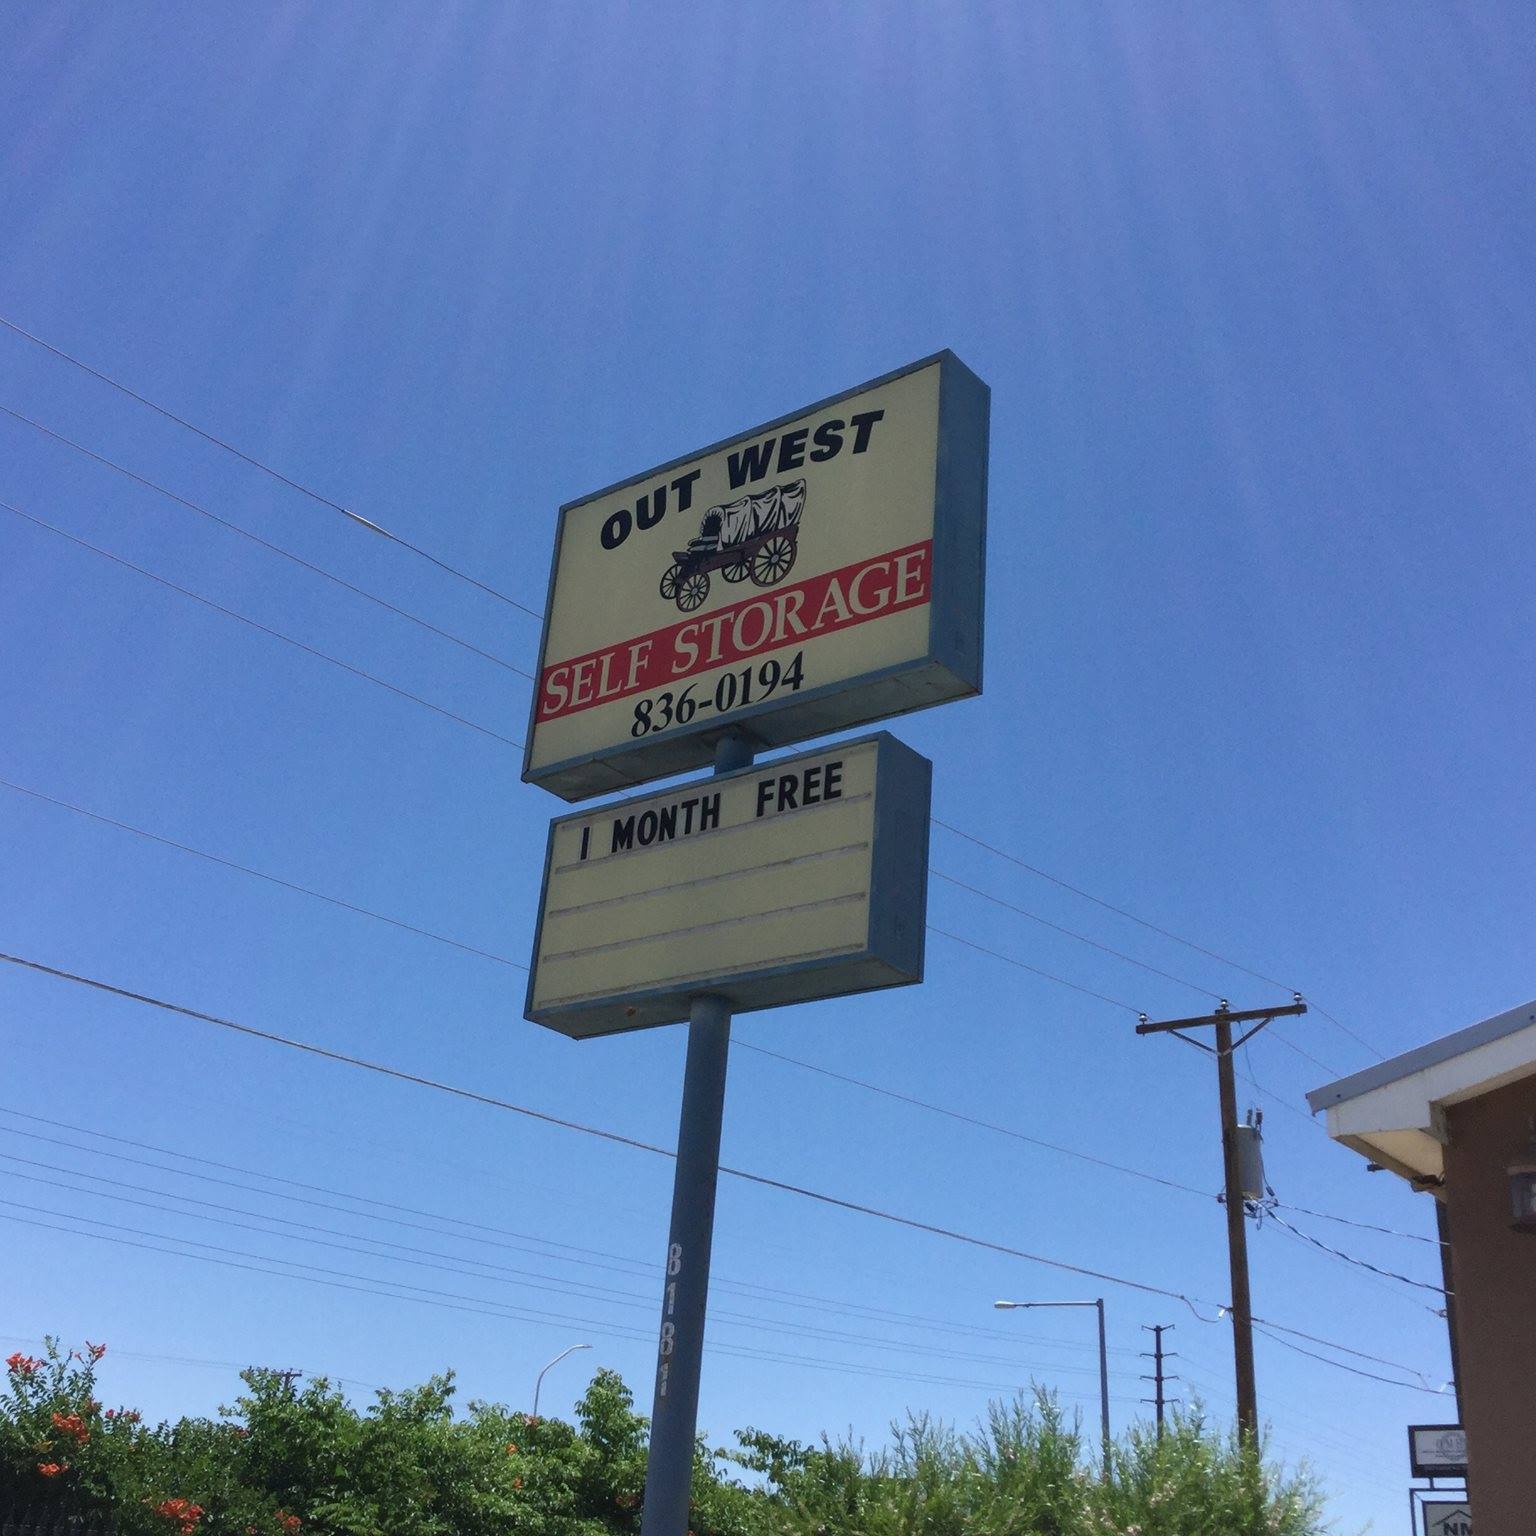 OUT WEST
SELF STORAGE
836-0194
1 MONTH FREE
8181